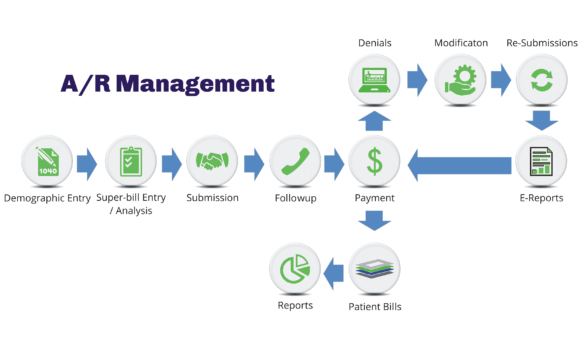 Denials
Modificaton
Re-Submissions
A/R Management
1040
Demographic Entry
Super-bill Entry
/ Analysis
Submission
Followup
$
Payment
E-Reports
Reports
Patient Bills